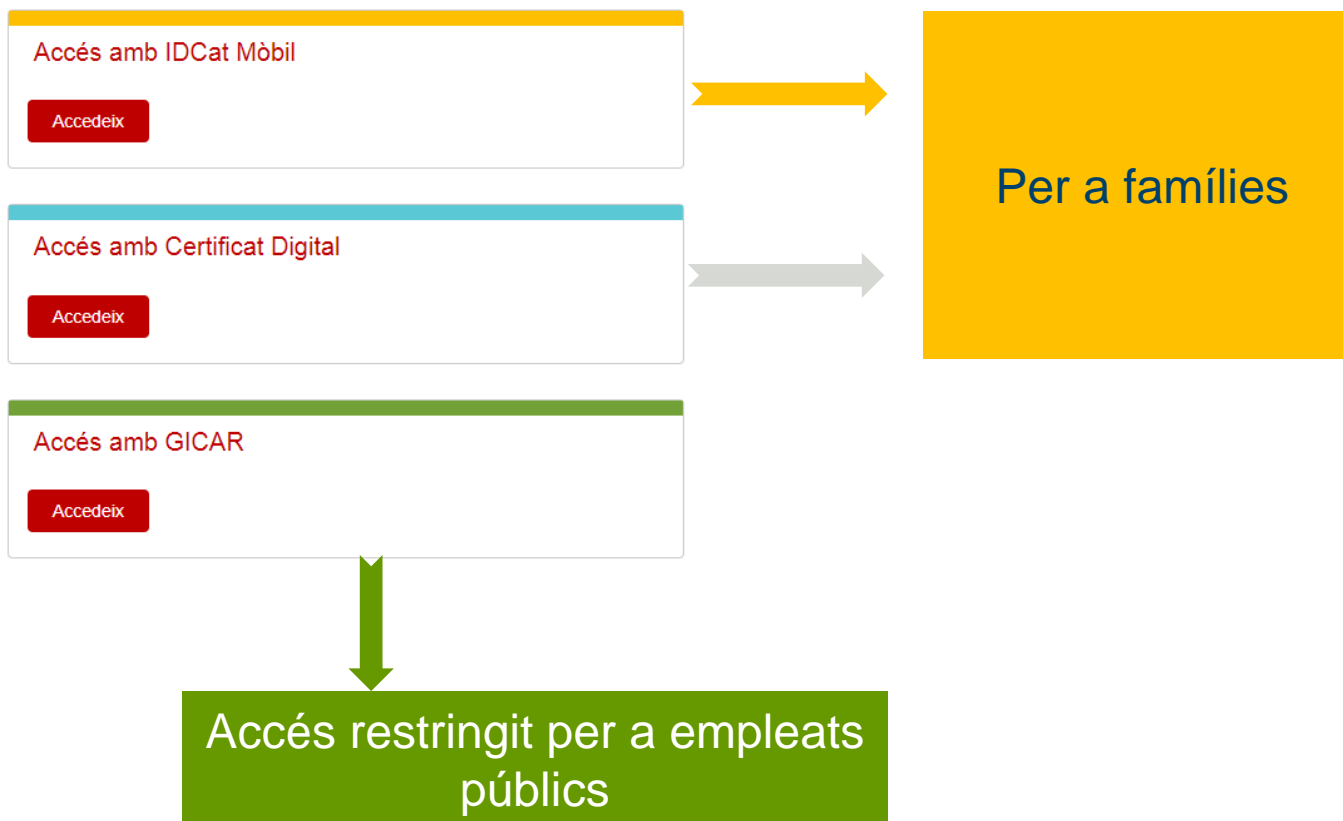 Accés amb IDCat Mòbil
Accedeix
Per a famílies
Accés amb Certificat Digital
Accedeix
Accés amb GICAR
Accedeix
Accés restringit per a empleats
públics